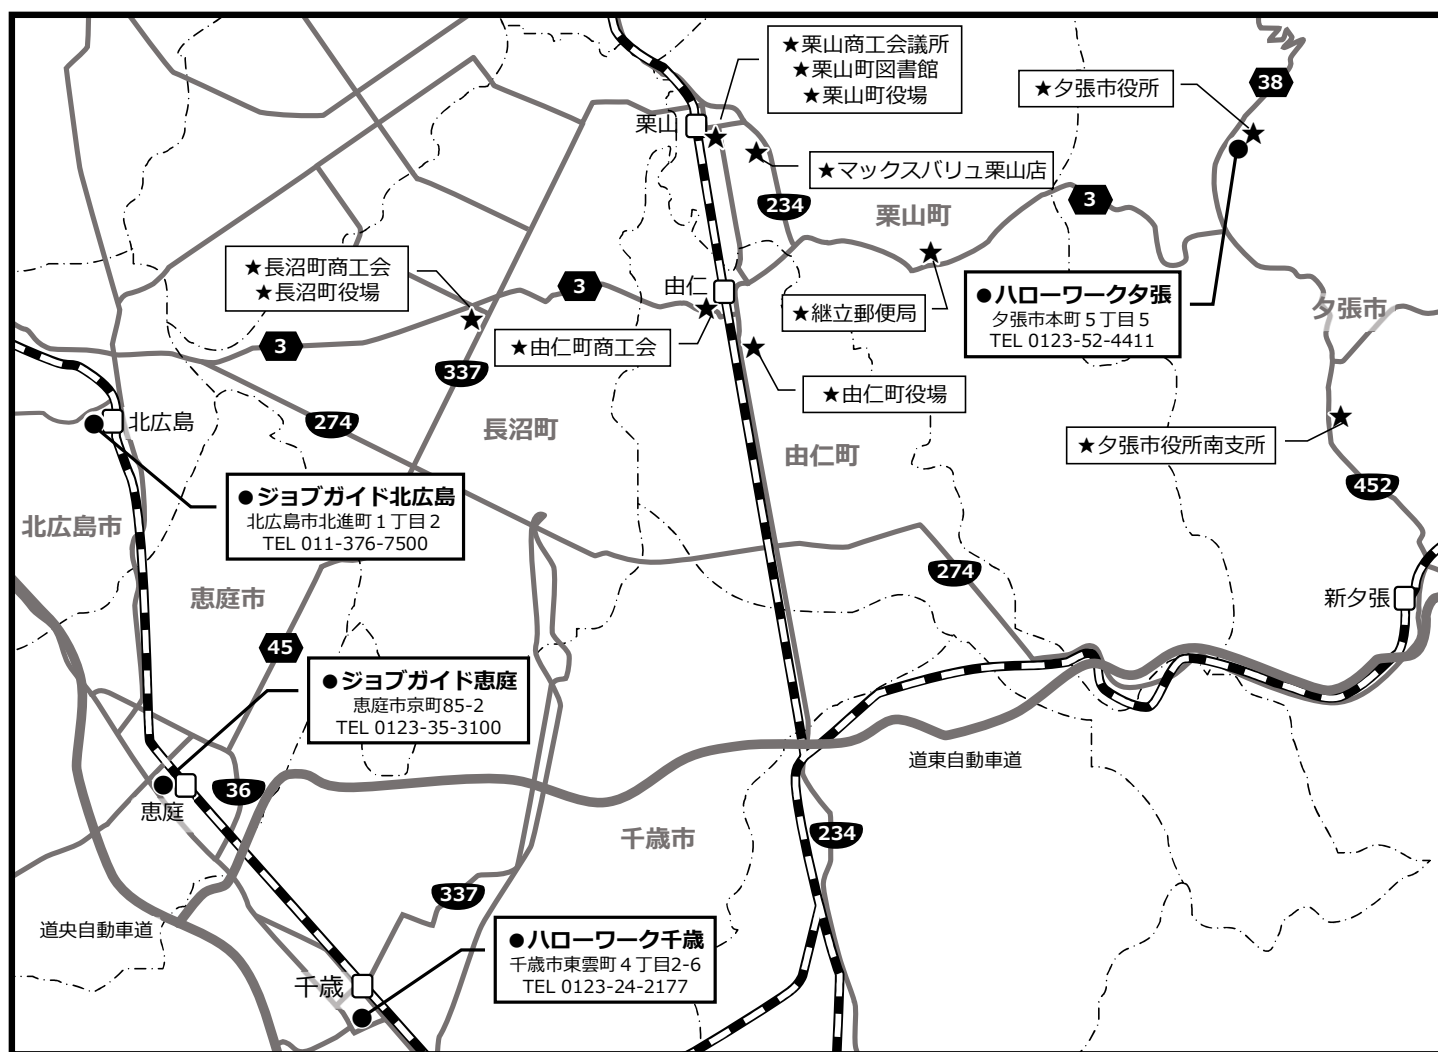 ★栗山商工会議所
★栗山町図書館
★栗山町役場
★夕張市役所
38
栗山
★マックスバリュ栗山店
234
栗山町
3
★長沼町商工会
★長沼町役場
3
由仁
●ハローワーク夕張
夕張市本町5丁目5
TEL 0123-52-4411
夕張市
★継立郵便局
★由仁町商工会
3
337
★由仁町役場
北広島
274
長沼町
由仁町
★夕張市役所南支所
452
●ジョブガイド北広島
北広島市北進町1丁目2
TEL 011-376-7500
北広島市
恵庭市
274
新夕張
45
●ジョブガイド恵庭
恵庭市京町85-2
TEL 0123-35-3100
道東自動車道
36
恵庭
千歳市
234
337
道央自動車道
●ハローワーク千歳
千歳市東雲町4丁目2-6
TEL 0123-24-2177
千歳